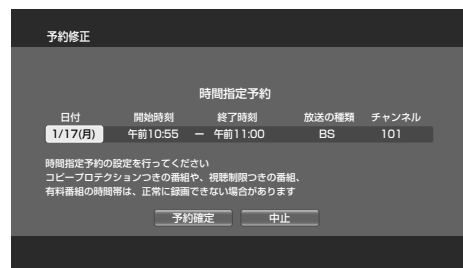 予約修正
時間指定予約
日付 開始時刻 終了時刻 放送の種類 チャンネル
1/17(月) 午前10:55 － 午前11:00 BS 101
時間指定予約の設定を行ってください
コピープロテクションつきの番組や、視聴制限つきの番組、
有料番組の時間帯は、正常に録画できない場合があります
予約確定 中止